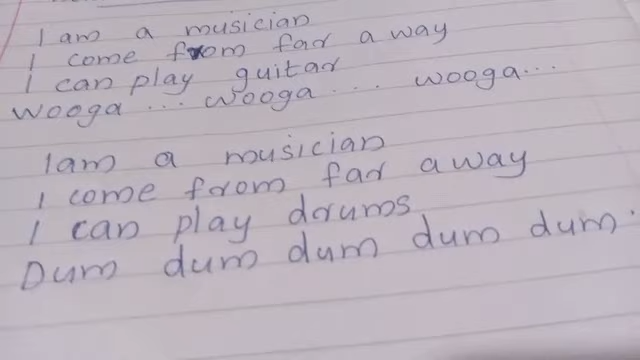 I am a musician
I come from far away
I can play guitar
Wooga ... wooga ... wooga...
I am a musician
I come from far away
I can play drums
Dum dum dum dum dum.